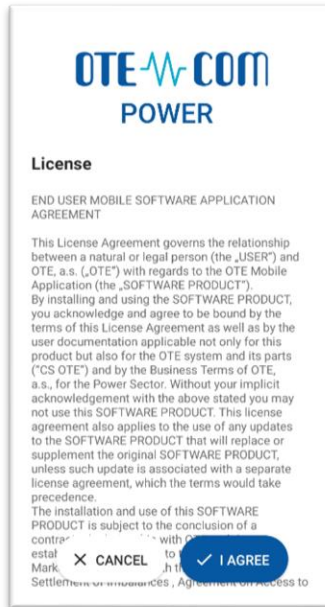 OTE COM
POWER
License
END USER MOBILE SOFTWARE APPLICATION
AGREEMENT
This License Agreement governs the relationship
between a natural or legal person (the „USER”) and
OTE, a.s. („OTE”) with regards to the OTE Mobile
Application (the „SOFTWARE PRODUCT”).
By installing and using the SOFTWARE PRODUCT,
you acknowledge and agree to be bound by the
terms of this License Agreement as well as by the
user documentation applicable not only for this
product but also for the OTE system and its parts
("CS OTE") and by the Business Terms of OTE,
a.s., for the Power Sector. Without your implicit
acknowledgement with the above stated you may
not use this SOFTWARE PRODUCT. This license
agreement also applies to the use of any updates
to the SOFTWARE PRODUCT that will replace or
supplement the original SOFTWARE PRODUCT,
unless such update is associated with a separate
license agreement, which the terms would take
precedence.
The installation and use of this SOFTWARE
PRODUCT is subject to the conclusion of a
with
CANCEL
I AGREE
Settlement of Imbalances , Agreement on Access to